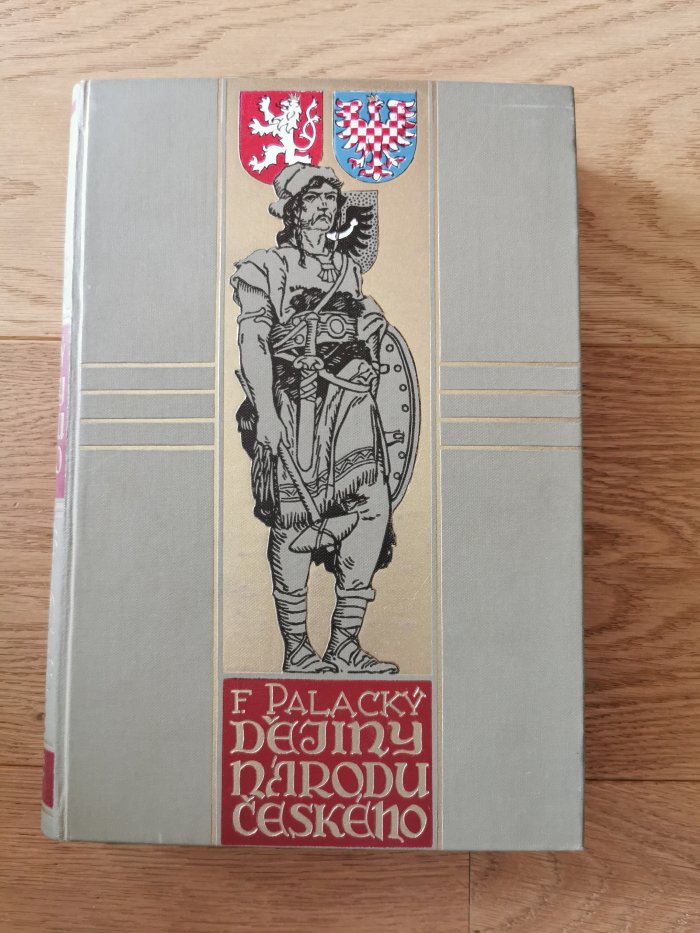 F. PALACKÝ
DĚJINY
NÁRODU
ČESKÉHO